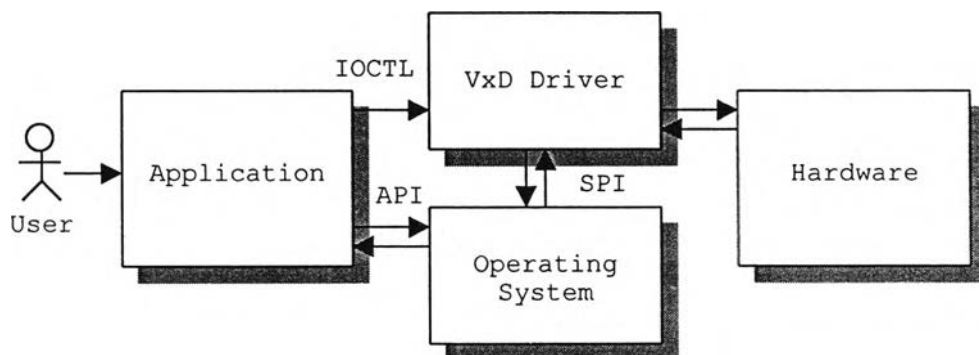 IOCTL
VxD Driver
User
Application
API
SPI
Operating
System
Hardware